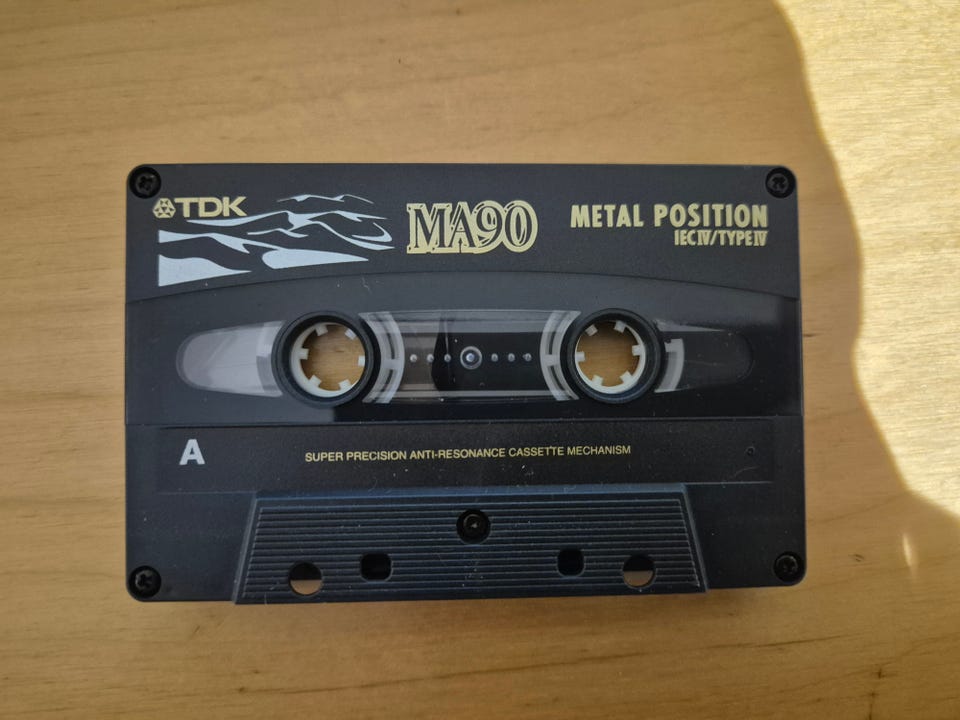 TDK
MA90
METAL POSITION
IECⅣ/TYPEⅣ
A
SUPER PRECISION ANTI-RESONANCE CASSETTE MECHANISM